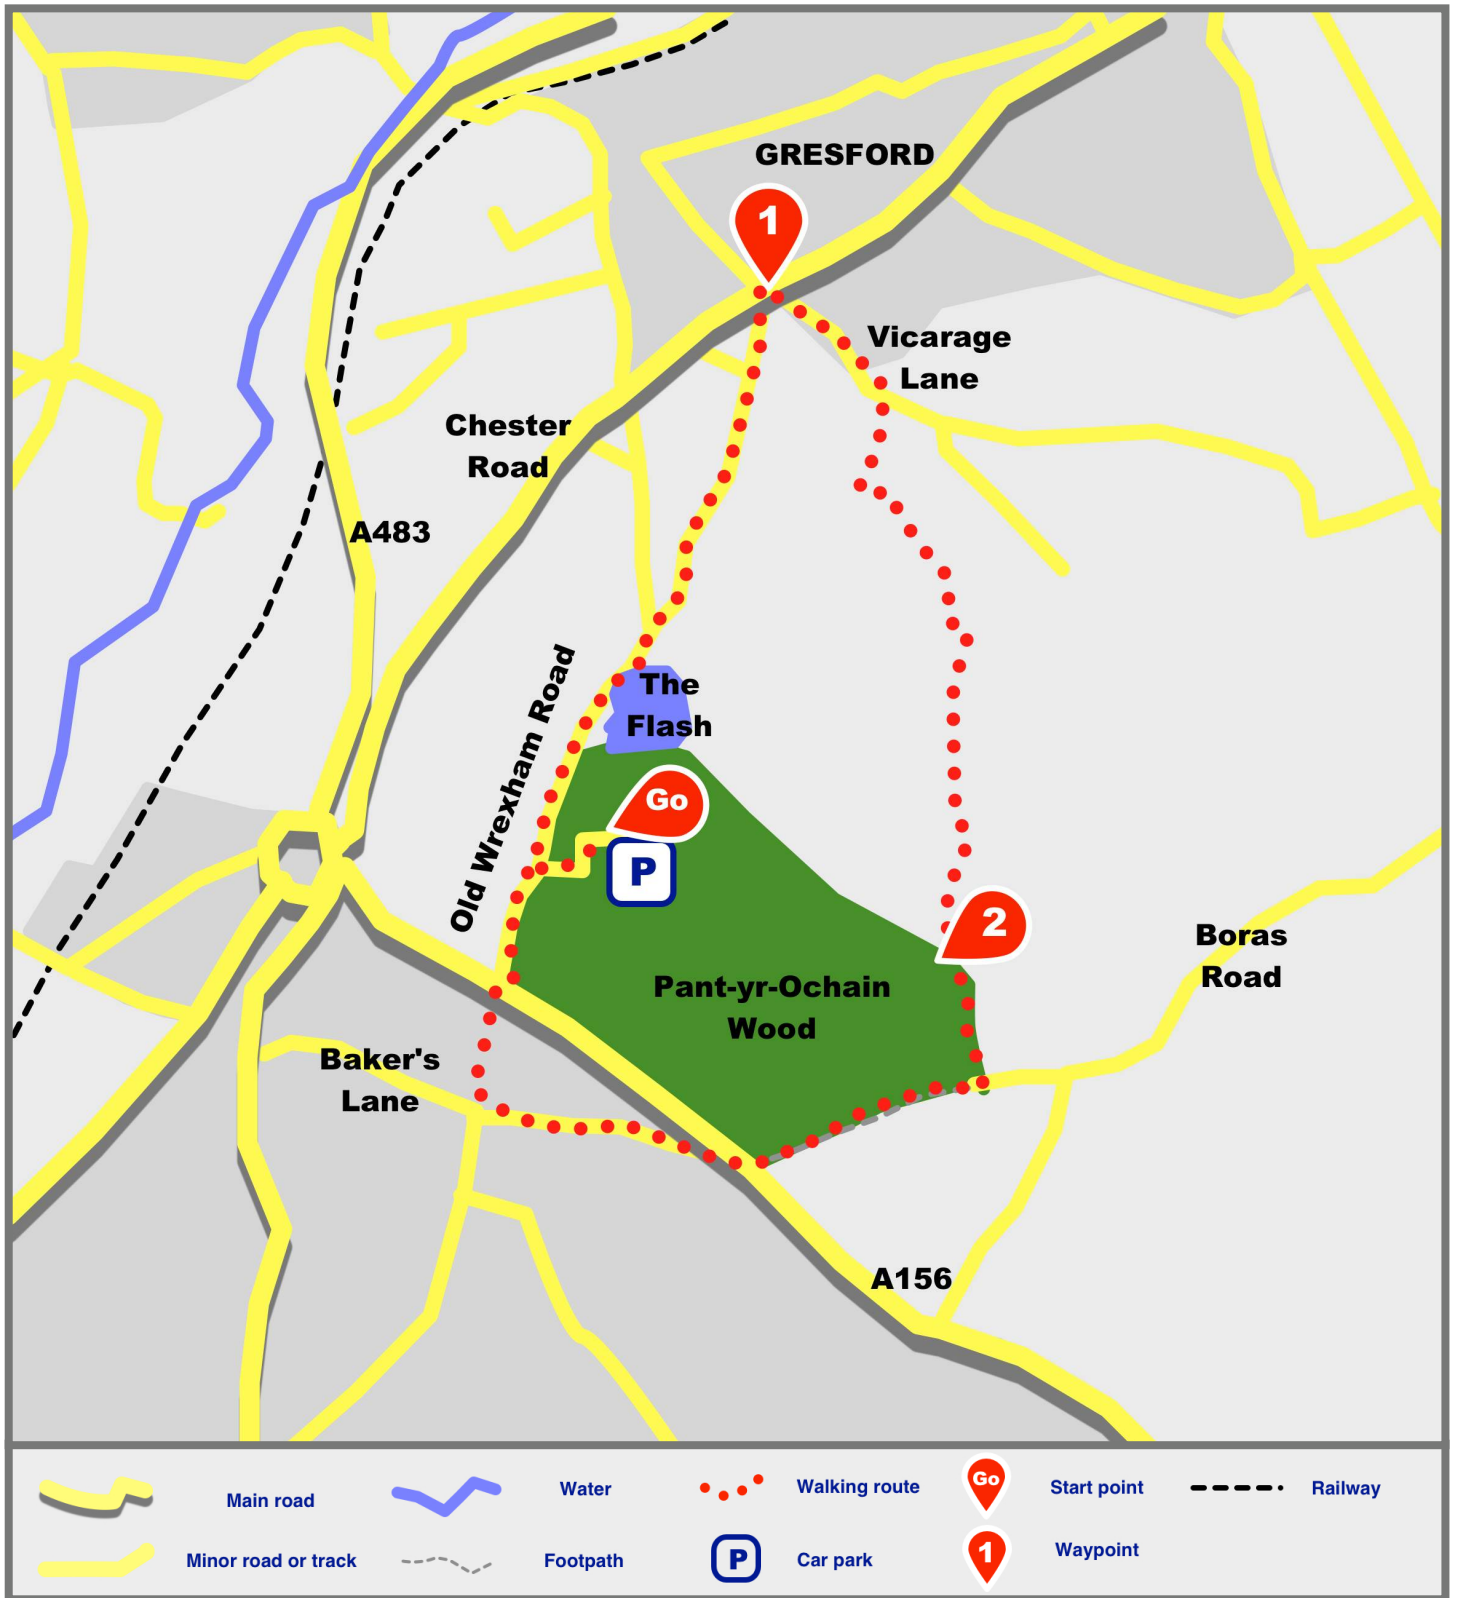 GRESFORD
1
Vicarage
Lane
Chester
Road
A483
Old Wrexham Road
The
Flash
Go
P
2
Boras
Road
Pant-yr-Ochain
Wood
Baker's
Lane
A156
Main road
Water
Walking route
Go
Start point
Railway
Minor road or track
Footpath
P
Car park
1
Waypoint